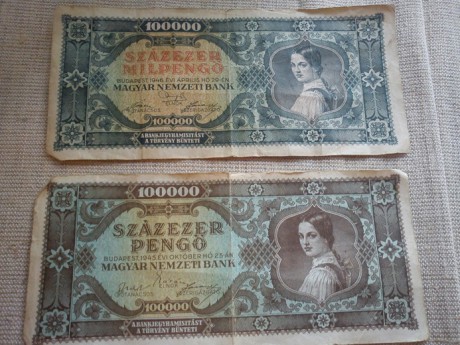 100000
SZÁZEZER
MILPENGŐ
BUDAPEST, 1946. ÉVI ÁPRILIS HÓ 29-ÉN
MAGYAR NEMZETI BANK
100000
A BANKJEGYHAMISÍTÁST
A TÖRVÉNY BÜNTETI
100000
SZÁZEZER
PENGŐ
BUDAPEST, 1945. ÉVI OKTÓBER HÓ 23-ÁN
MAGYAR NEMZETI BANK
FŐTANÁCSOS
100000
A BANKJEGYHAMISÍTÁST
A TÖRVÉNY BÜNTETI